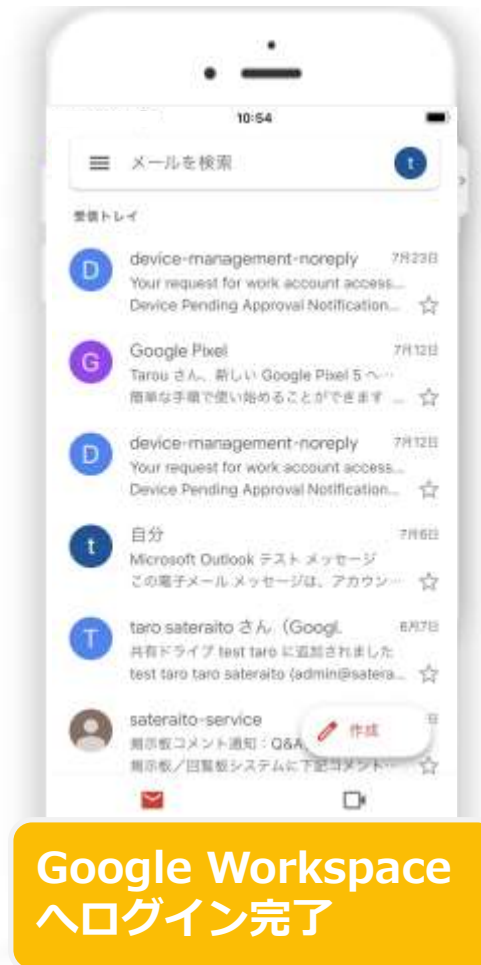 10:54
メールを検索
t
受信トレイ
D
device-management-noreply 7月23日
Your request for work account access...
Device Pending Approval Notification...
G
Google Pixel 7月12日
Tarou さん、新しい Google Pixel 5 へ…
簡単な手順で使い始めることができます ...
D
device-management-noreply 7月12日
Your request for work account access...
Device Pending Approval Notification...
t
自分 7月6日
Microsoft Outlook テスト メッセージ
この電子メール メッセージは、アカウン…
T
taro sateraito さん（Googl. 6月7日
共有ドライブ test taro に追加されました
test taro taro sateraito (admin@satera...
sateraito-service 日
掲示板コメント通知：Q&A
作成
掲示板／回覧板システムに下記コメント…
Google Workspace
へログイン完了